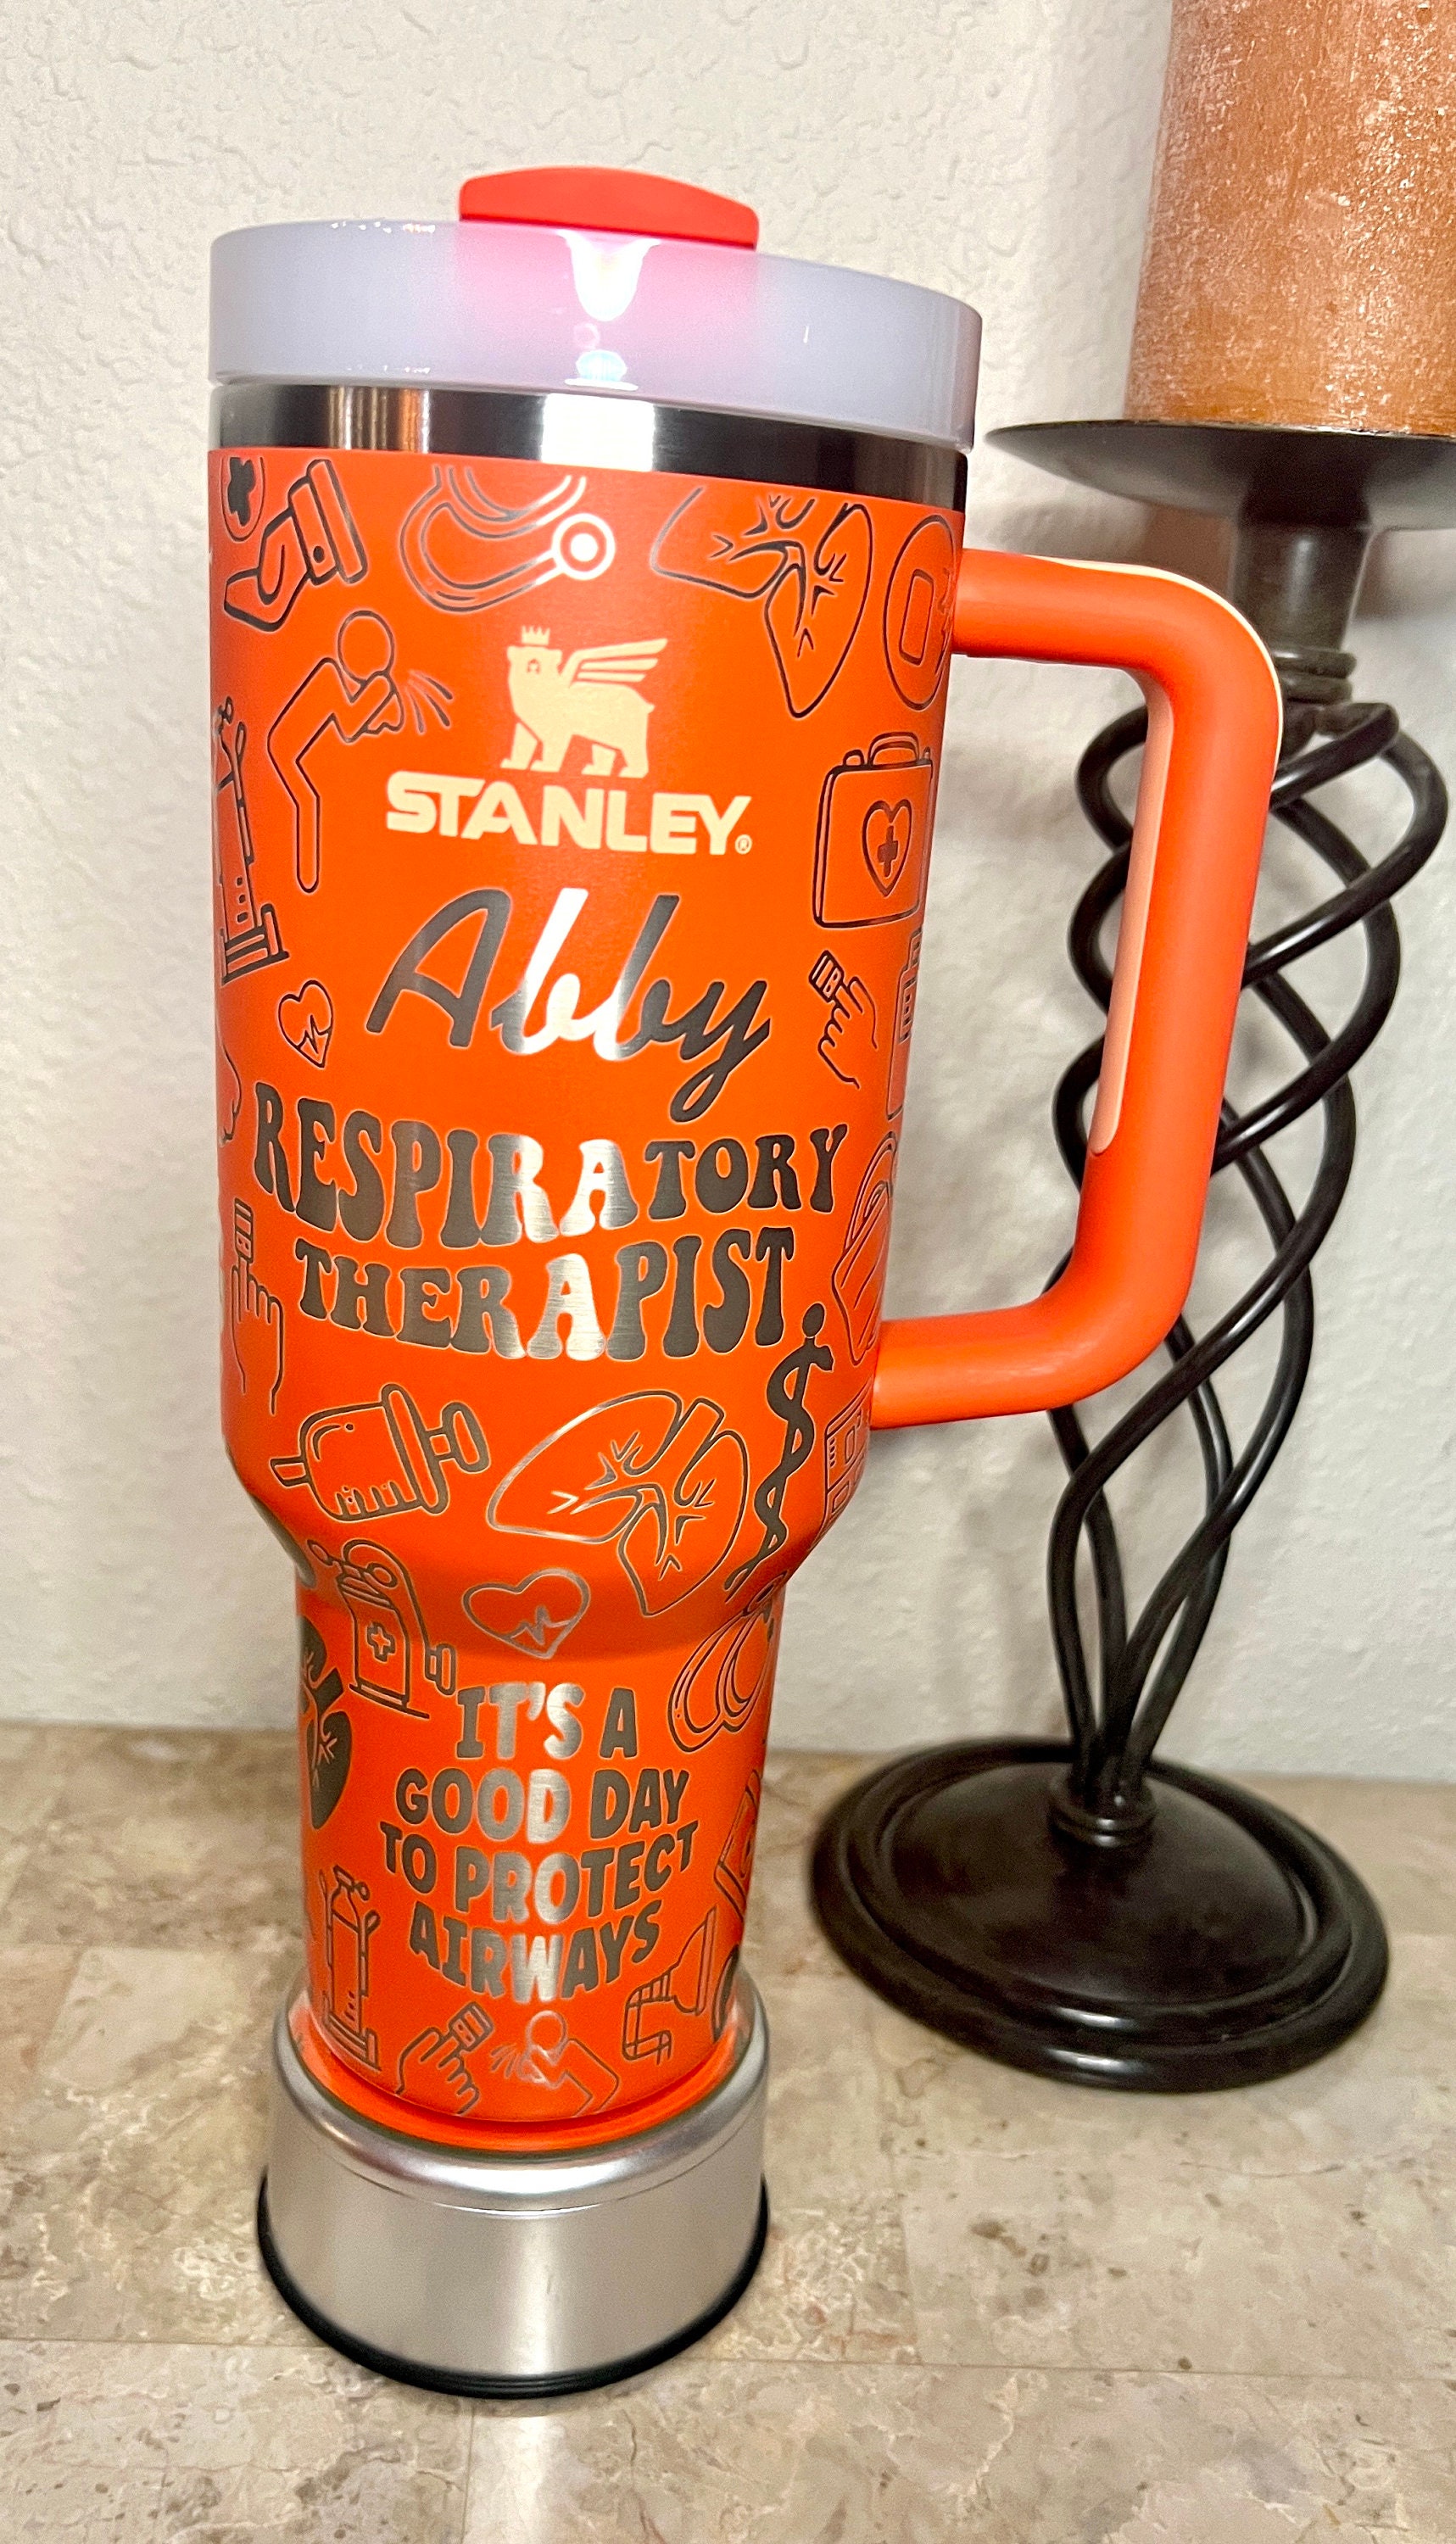 STANLEY®
Abby
RESPIRATORY
THERAPIST
IT'S A
GOOD DAY
TO PROTECT
AIRWAYS